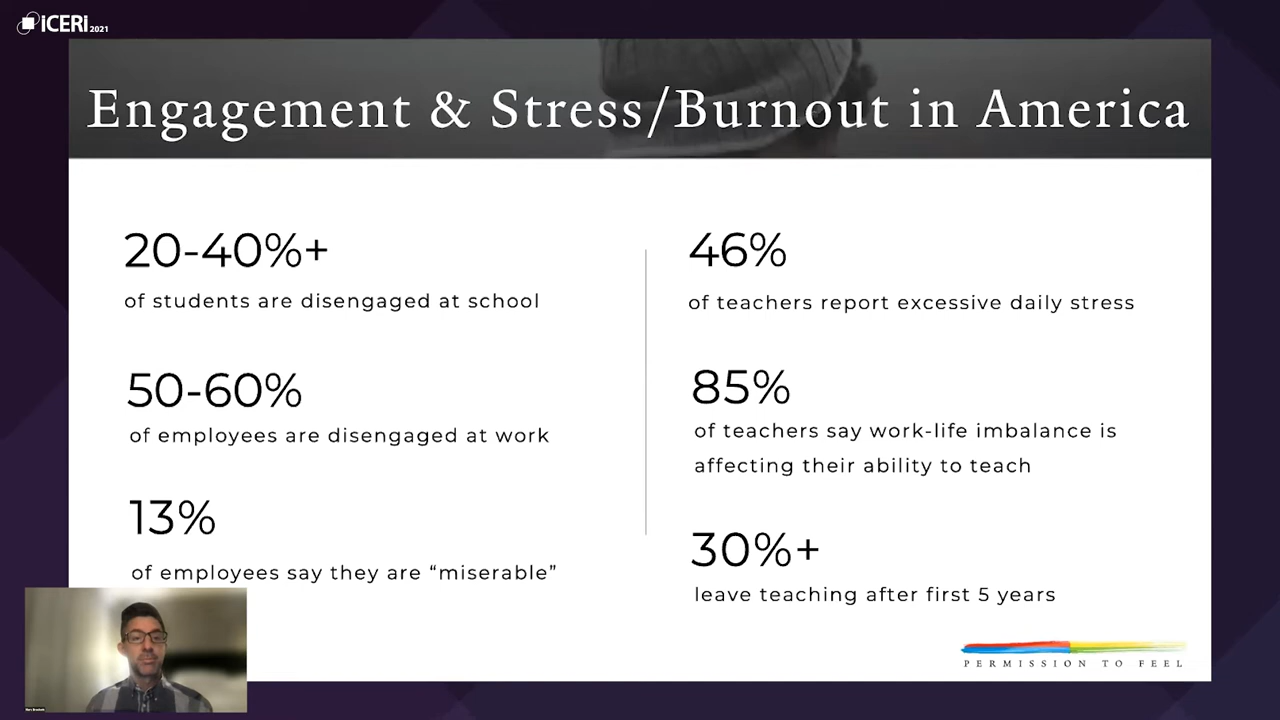 iCERi 2021
Engagement & Stress/Burnout in America
20-40%+
of students are disengaged at school
50-60%
of employees are disengaged at work
13%
of employees say they are “miserable”
46%
of teachers report excessive daily stress
85%
of teachers say work-life imbalance is
affecting their ability to teach
30%+
leave teaching after first 5 years
PERMISSION TO FEEL